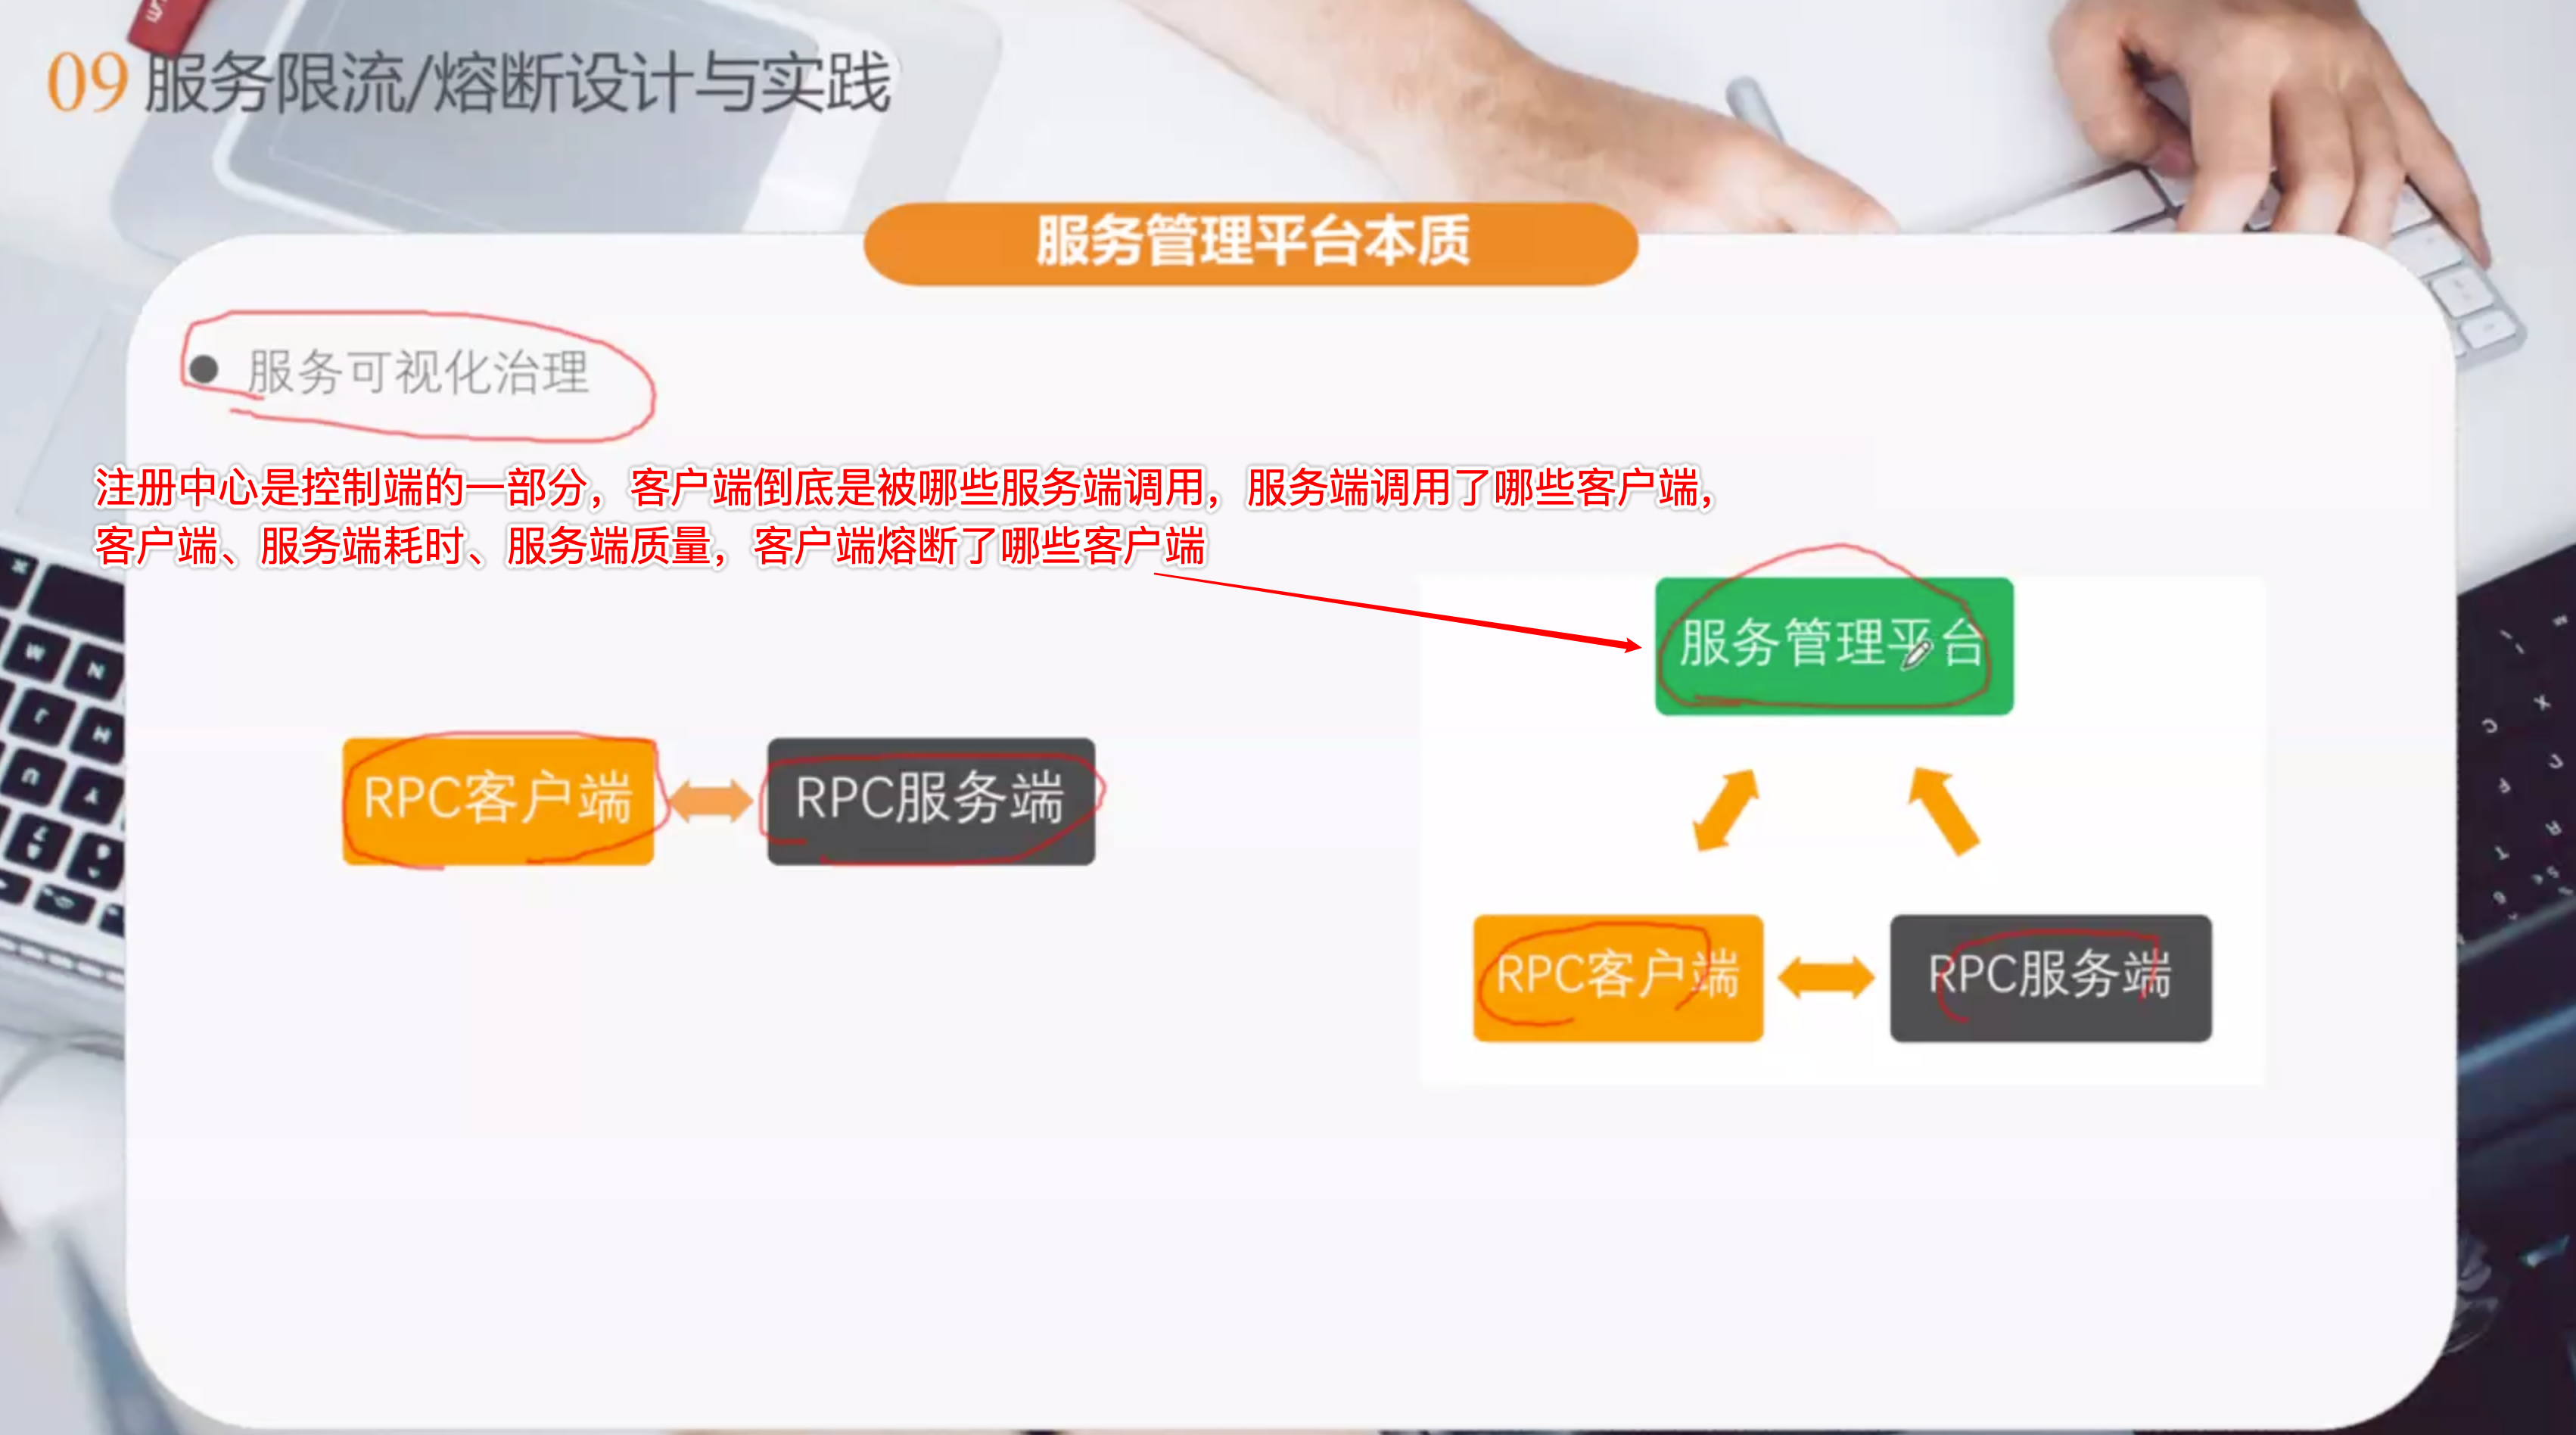 09 服务限流/熔断设计与实践
服务管理平台本质
服务可视化治理
注册中心是控制端的一部分，客户端倒底是被哪些服务端调用，服务端调用了哪些客户端，
客户端、服务端耗时、服务端质量，客户端熔断了哪些客户端
服务管理平台
RPC客户端
RPC服务端
RPC客户端
RPC服务端